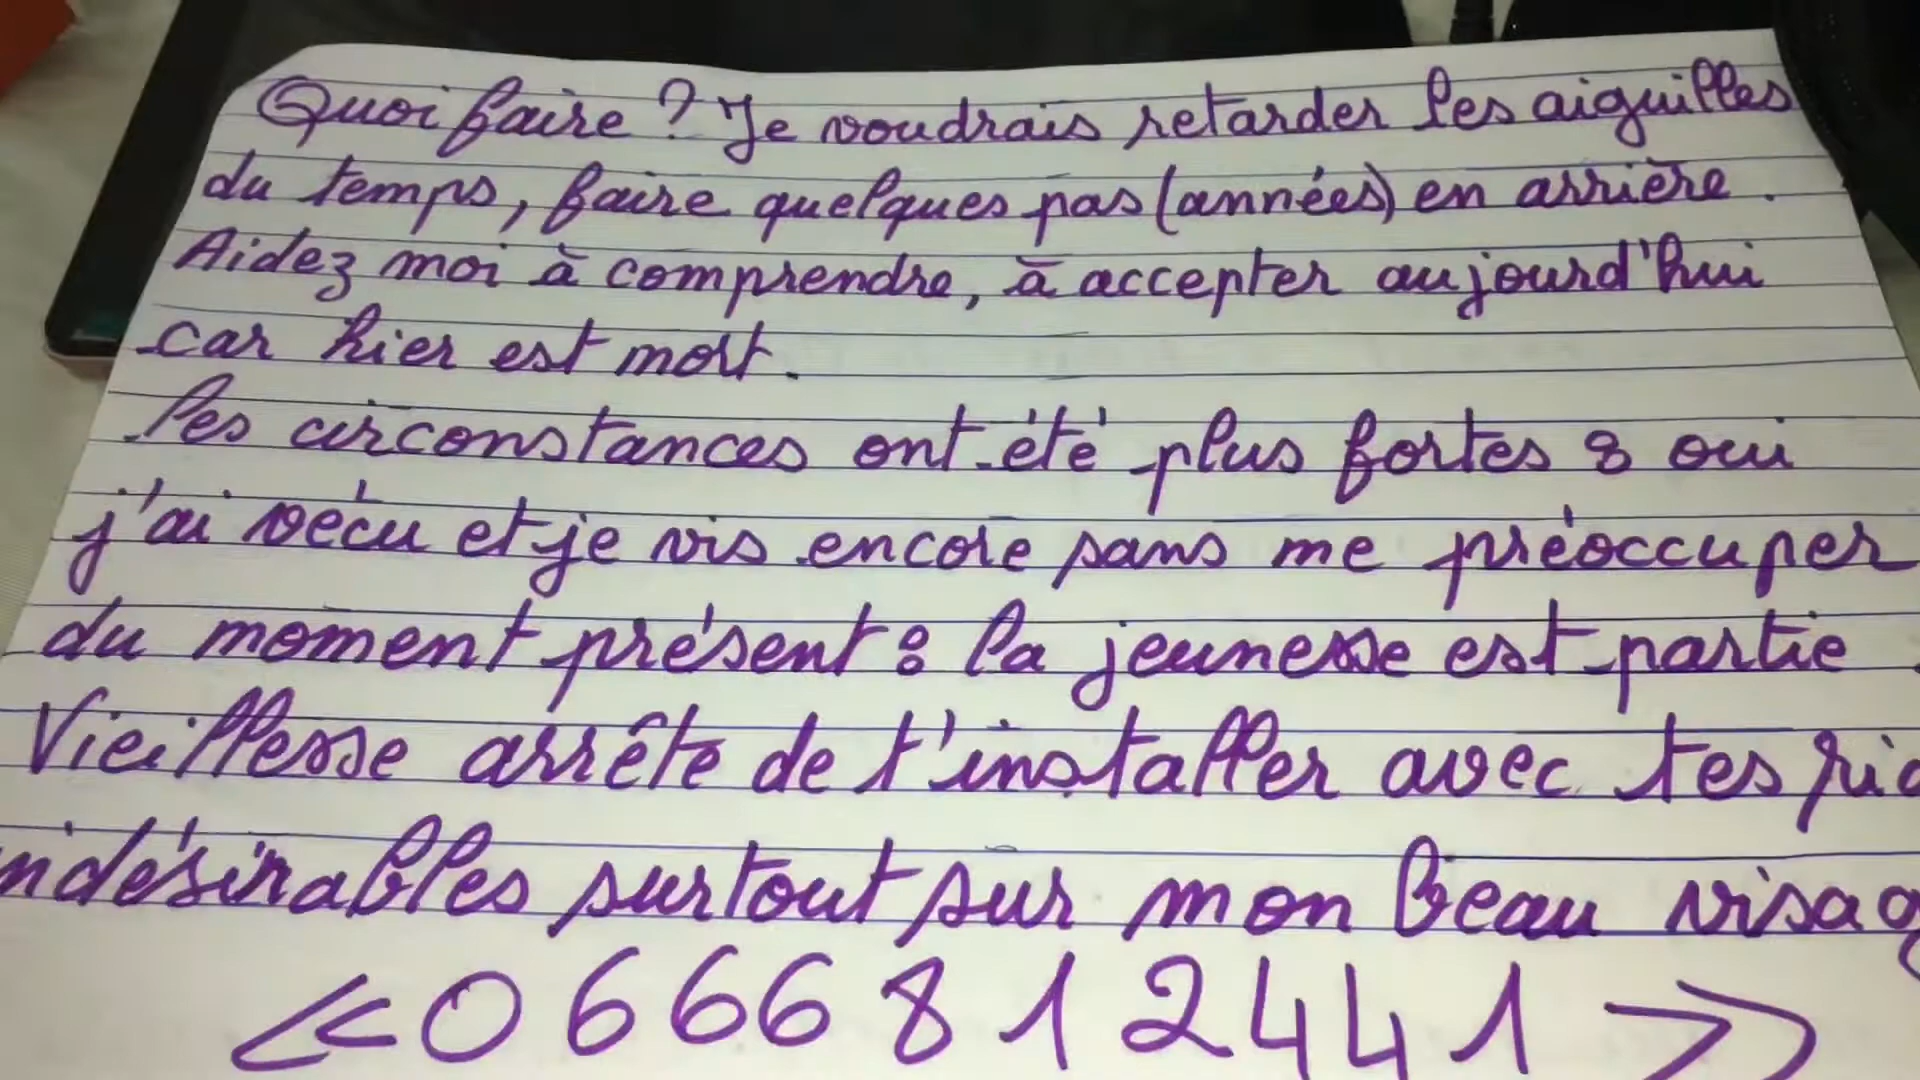 Quoi faire ? Je voudrais retarder les aiguilles
du temps, faire quelques pas (années) en arrière.
Aidez moi à comprendre, à accepter aujourd'hui
car hier est mort.
Les circonstances ont été plus fortes : oui
j'ai vécu et je vis encore sans me préoccuper
du moment présent : la jeunesse est partie.
Vieillesse arrête de t'installer avec tes
indésirables surtout sur mon beau visag
<<0666812441>>